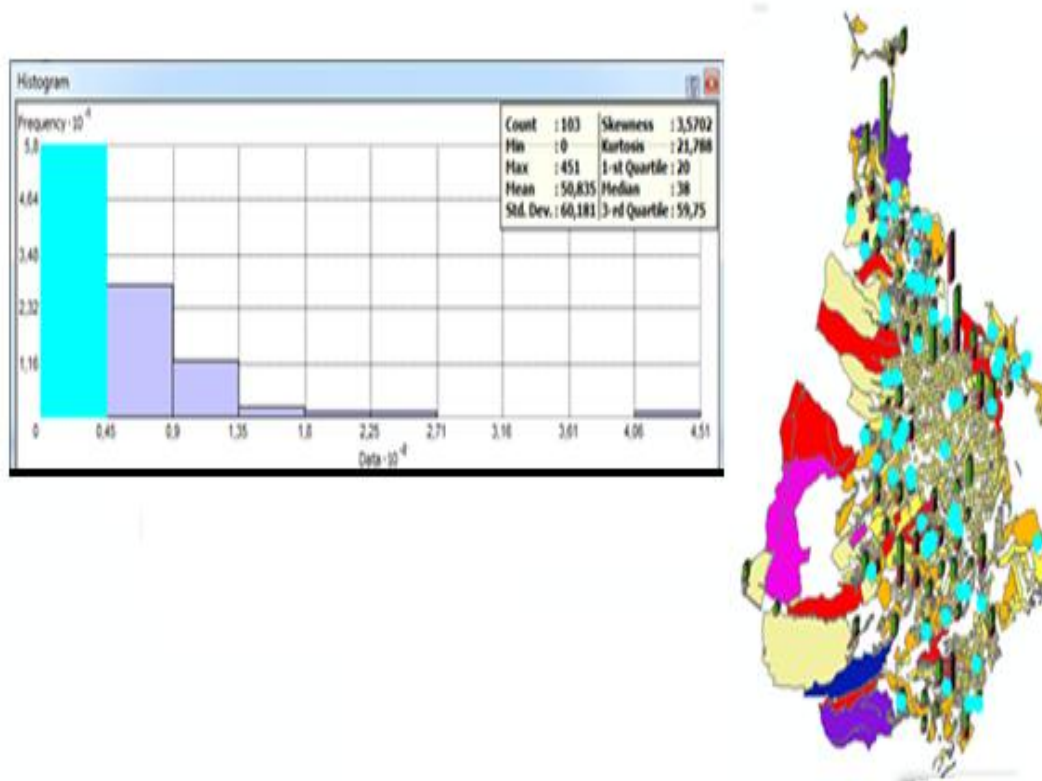 Histogram
Frequency · 10
Count : 103 Skewness : 3,5702
Min : 0 Kurtosis : 21,788
Max : 451 1-st Quartile : 20
Mean : 50,835 Median : 38
Std. Dev. : 60,181 3-rd Quartile : 59,75
5,8
4,64
3,48
2,32
1,16
0 0,45 0,9 1,35 1,8 2,25 2,71 3,16 3,61 4,06 4,51
Data · 10